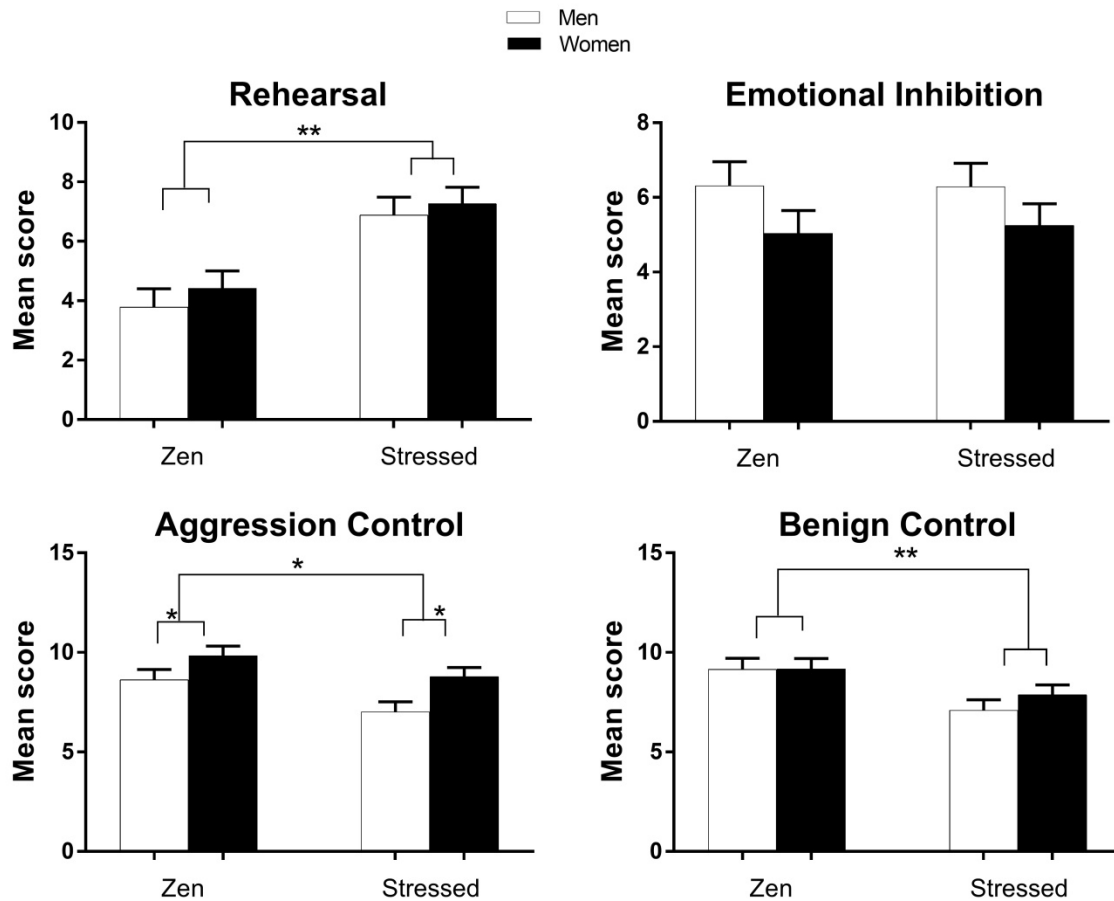 Men
Women
Rehearsal
Mean score
10
8
6
4
2
0
**
Zen
Stressed
Emotional Inhibition
Mean score
8
6
4
2
0
Zen
Stressed
Aggression Control
Mean score
15
10
5
0
*
*
*
Zen
Stressed
Benign Control
Mean score
15
10
5
0
**
Zen
Stressed